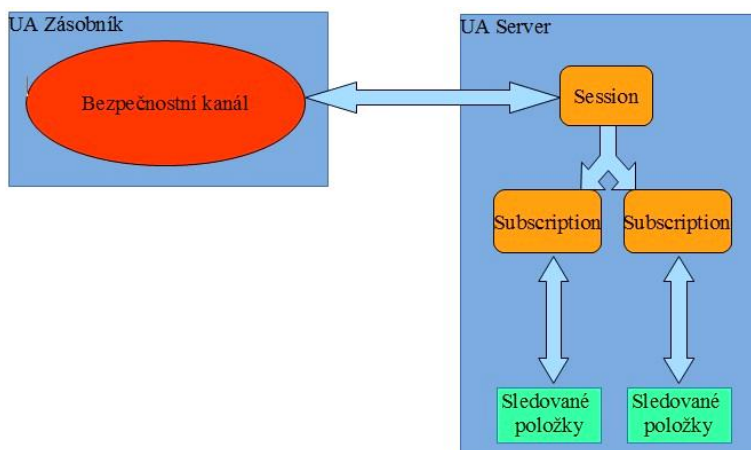 UA Zásobník
Bezpečnostní kanál
UA Server
Session
Subscription
Subscription
Sledované
položky
Sledované
položky